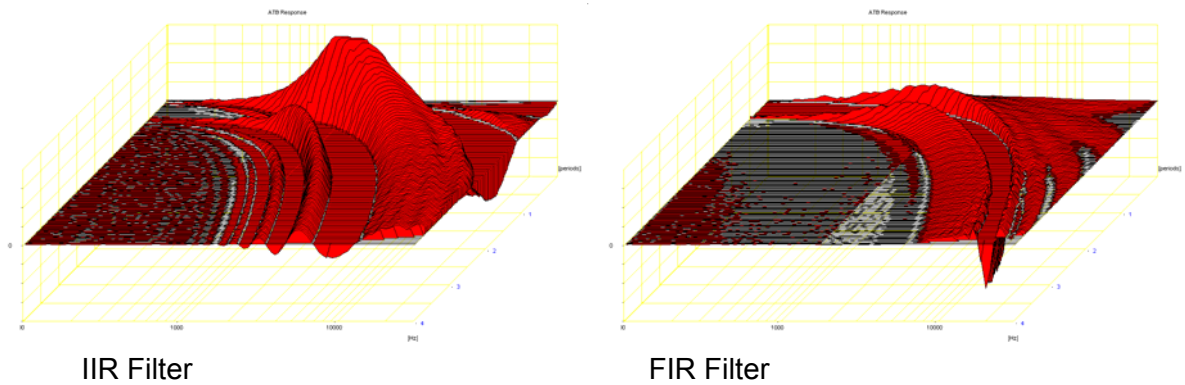 ATB Response
[periods]
1
2
3
4
0
1000
10000
[Hz]
IIR Filter
ATB Response
[periods]
1
2
3
4
0
1000
10000
[Hz]
FIR Filter